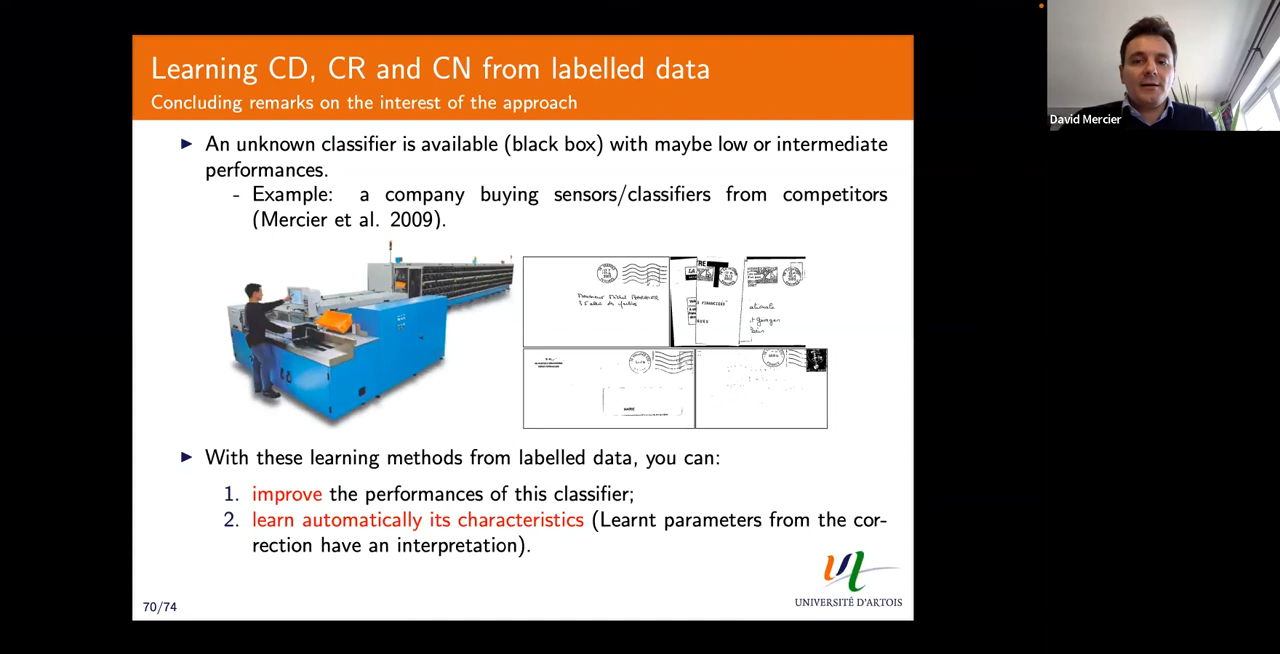 Learning CD, CR and CN from labelled data
Concluding remarks on the interest of the approach
▶ An unknown classifier is available (black box) with maybe low or intermediate
performances.
- Example: a company buying sensors/classifiers from competitors
(Mercier et al. 2009).
▶ With these learning methods from labelled data, you can:
1. improve the performances of this classifier;
2. learn automatically its characteristics (Learnt parameters from the cor-
rection have an interpretation).
UNIVERSITÉ D'ARTOIS
70/74
David Mercier